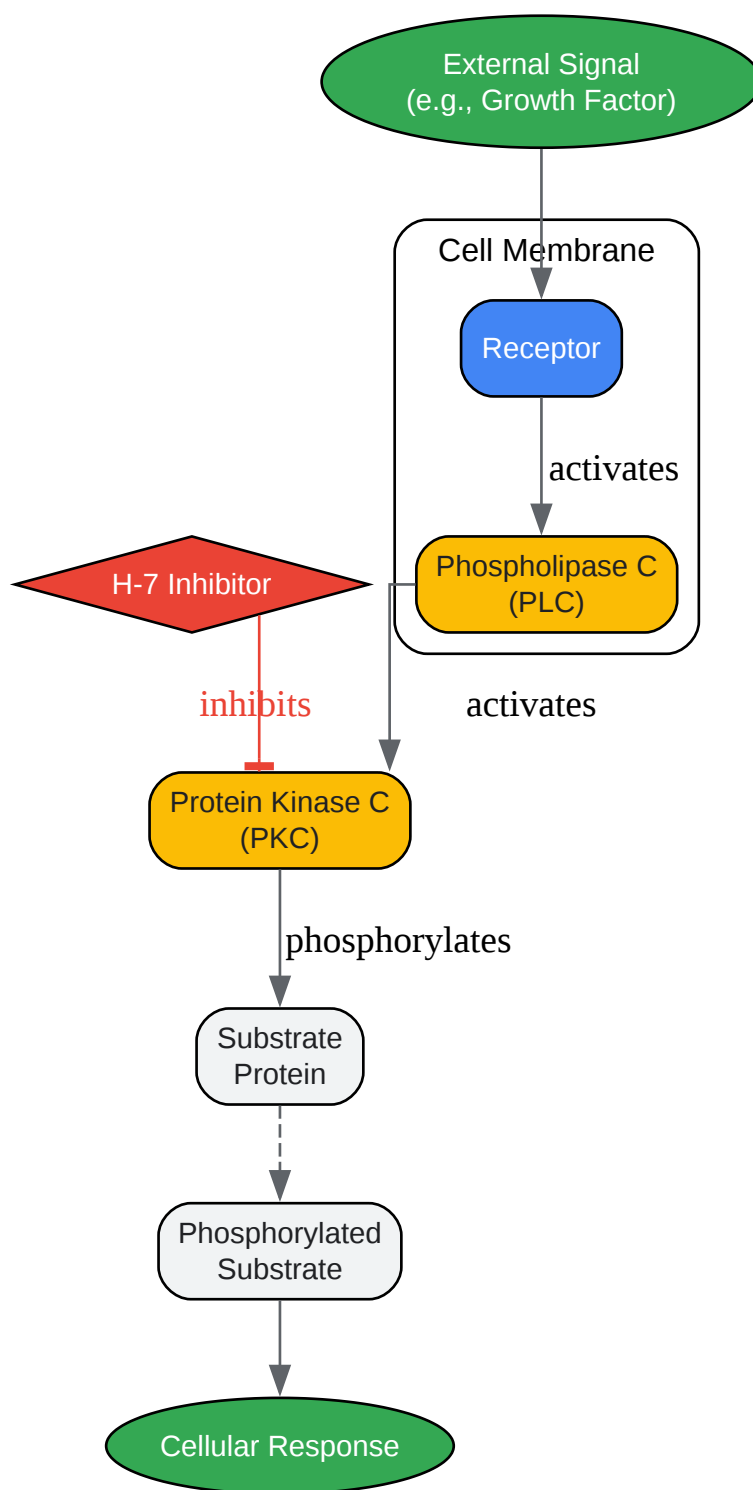 External Signal
(e.g., Growth Factor)
Cell Membrane
Receptor
activates
Phospholipase C
(PLC)
H-7 Inhibitor
inhibits
activates
Protein Kinase C
(PKC)
phosphorylates
Substrate
Protein
Phosphorylated
Substrate
Cellular Response